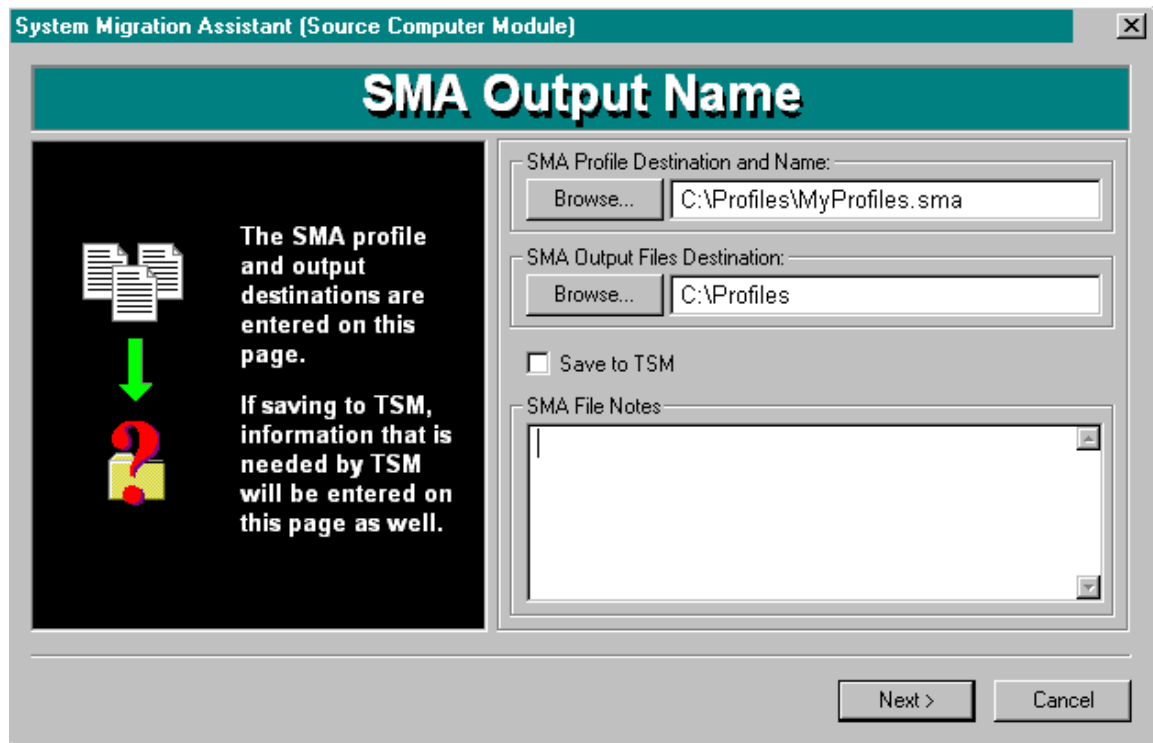 System Migration Assistant (Source Computer Module)
SMA Output Name
The SMA profile
and output
destinations are
entered on this
page.
If saving to TSM,
information that is
needed by TSM
will be entered on
this page as well.
SMA Profile Destination and Name:
Browse...
C:\Profiles\MyProfiles.sma
SMA Output Files Destination:
Browse...
C:\Profiles
Save to TSM
SMA File Notes
Next >
Cancel